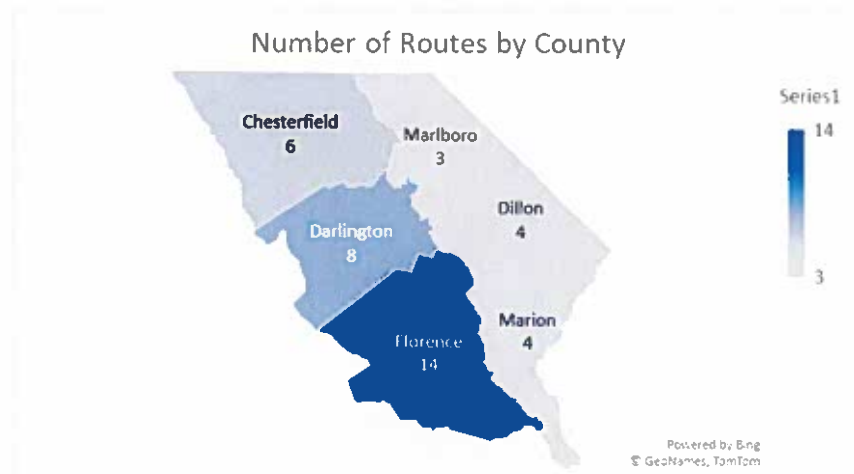 Number of Routes by County
Series1
14
3
Chesterfield
6
Marlboro
3
Dillon
4
Darlington
8
Marion
4
Florence
14
Powered by Bing
© GeoNames, TomTom